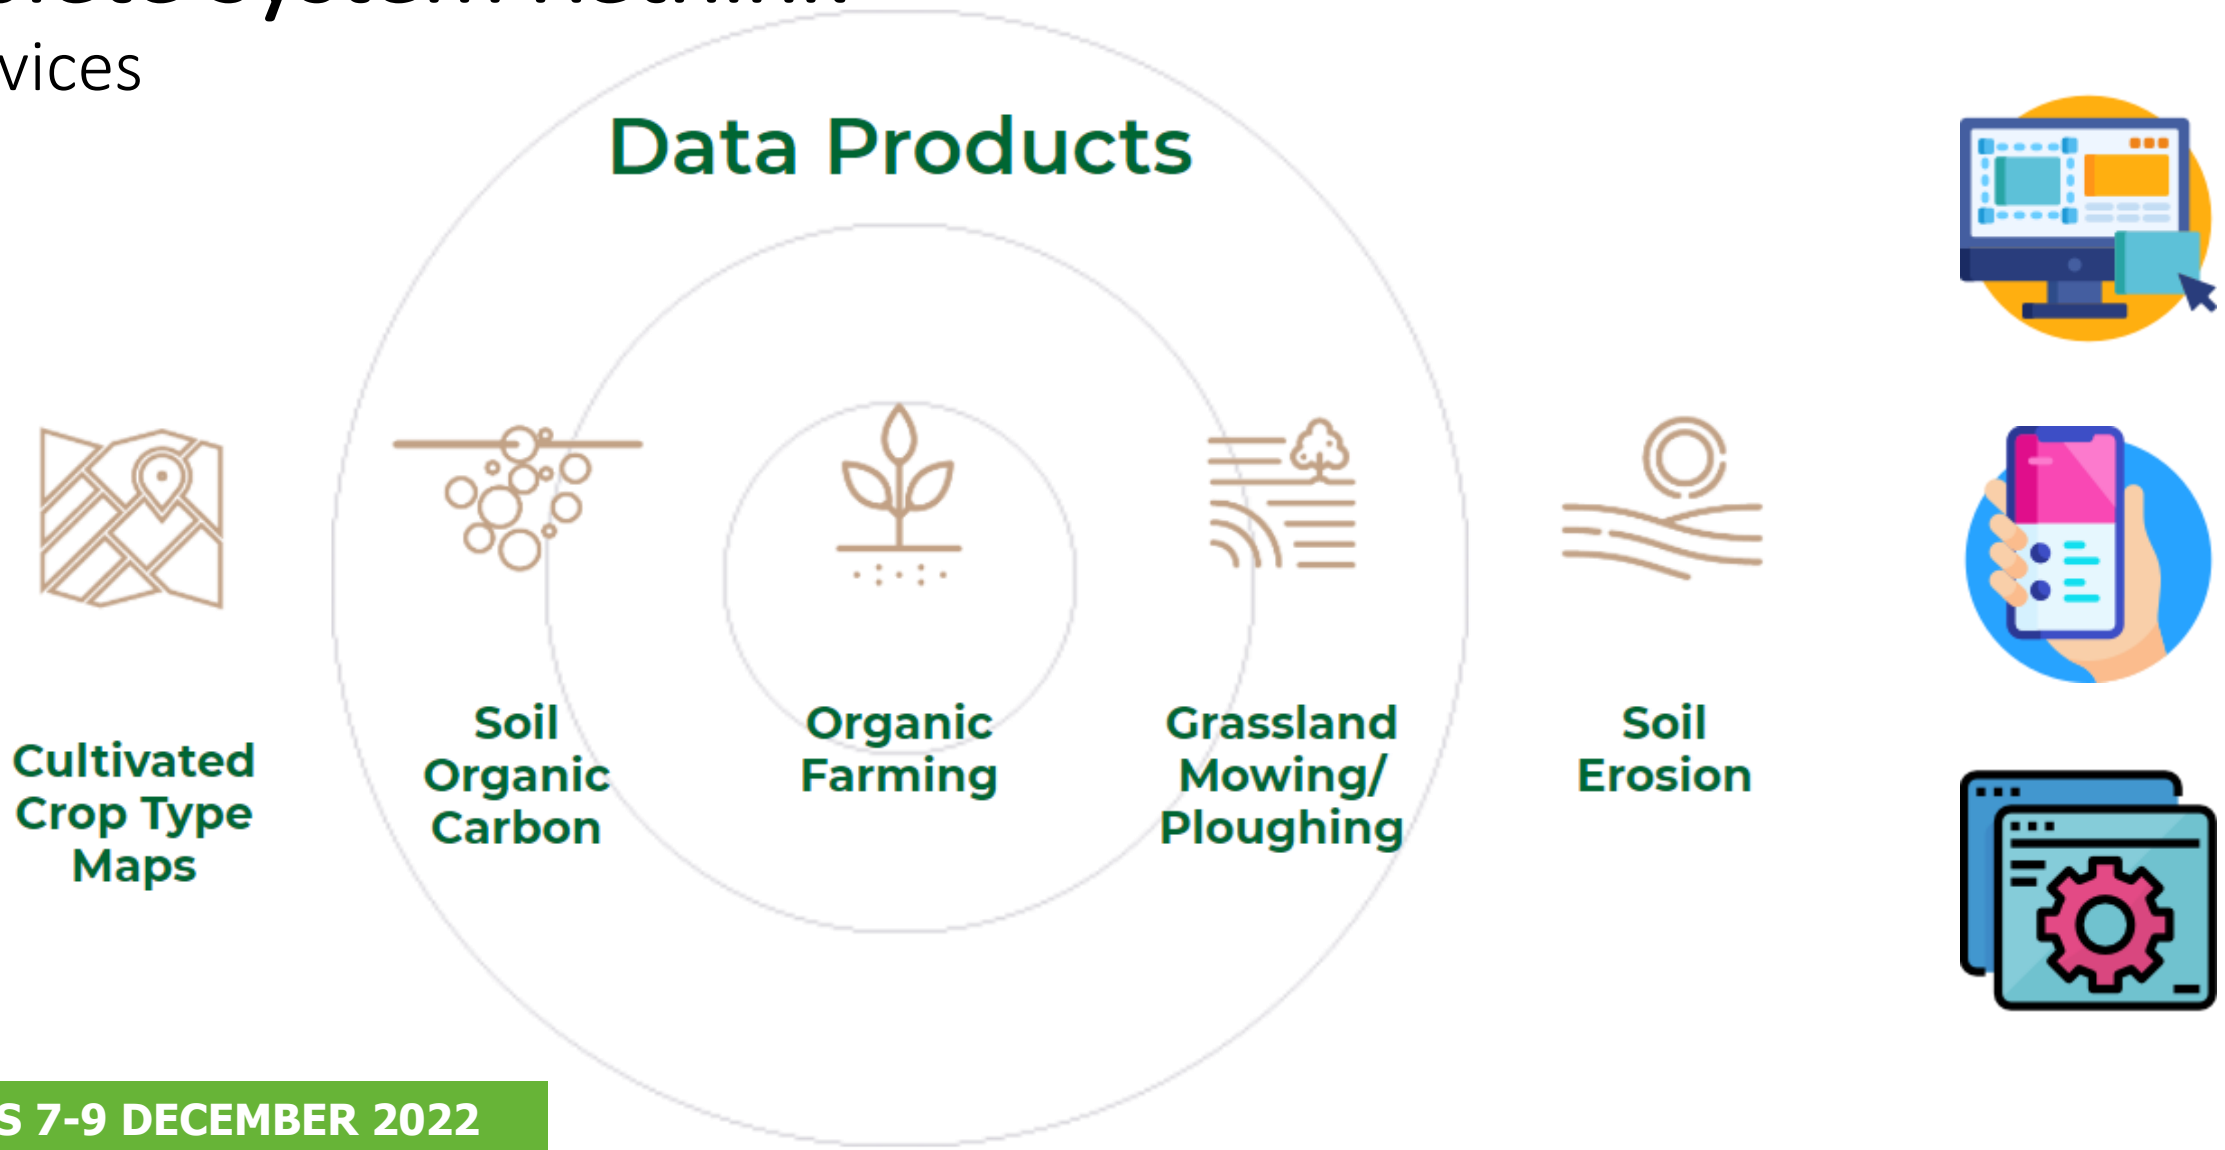 vices
Data Products
Cultivated
Crop Type
Maps
Soil
Organic
Carbon
Organic
Farming
Grassland
Mowing/
Ploughing
Soil
Erosion
S 7-9 DECEMBER 2022